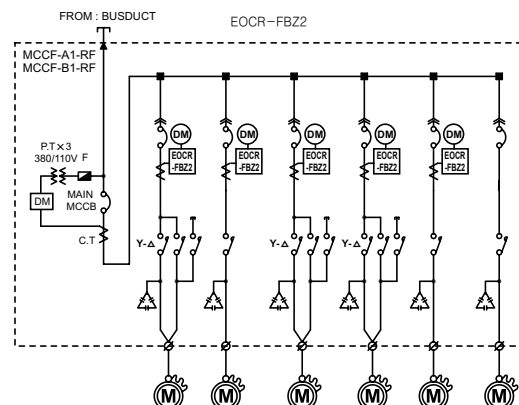 FROM : BUSDUCT
EOCR-FBZ2
MCCF-A1-RF
MCCF-B1-RF
P.T×3
380/110V F
DM
MAIN
MCCB
C.T
DM
EOCR
-FBZ2
DM
EOCR
-FBZ2
DM
EOCR
-FBZ2
DM
EOCR
-FBZ2
DM
EOCR
-FBZ2
Y-△
Y-△
Y-△
M
M
M
M
M
M